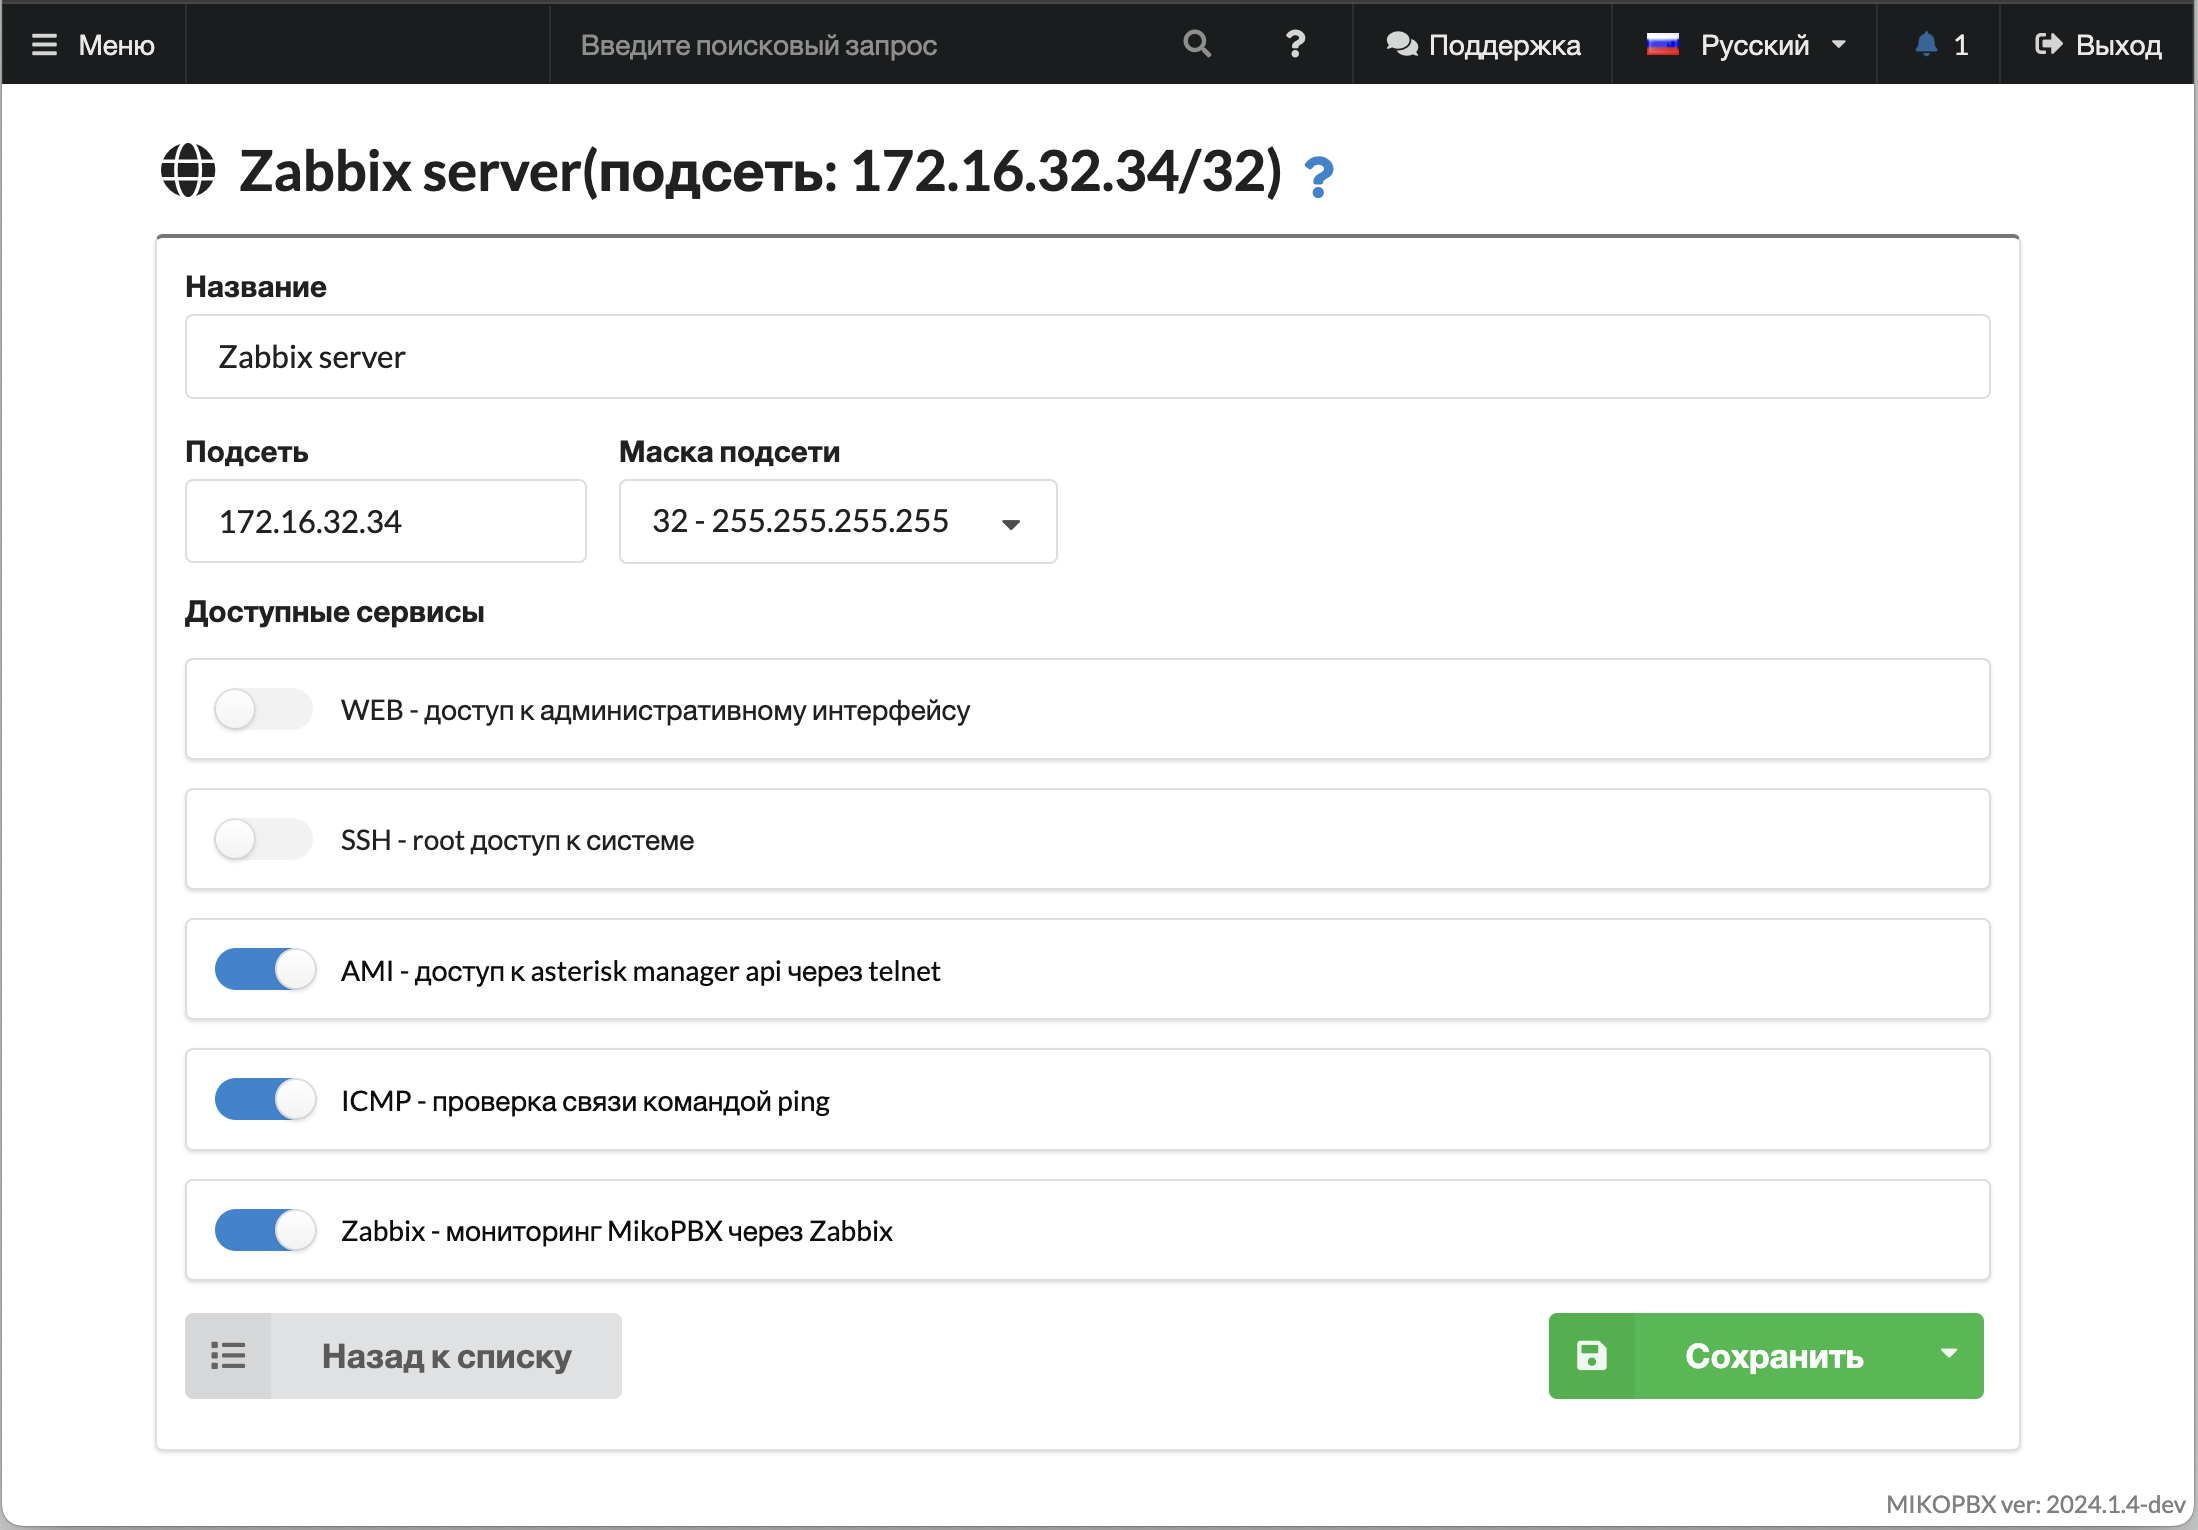 Меню
Введите поисковый запрос
?
Поддержка
Русский
1
Выход
Zabbix server(подсеть: 172.16.32.34/32) ?
Название
Zabbix server
Подсеть
Маска подсети
172.16.32.34
32 - 255.255.255.255
Доступные сервисы
WEB - доступ к административному интерфейсу
SSH - root доступ к системе
AMI - доступ к asterisk manager api через telnet
ICMP - проверка связи командой ping
Zabbix - мониторинг MikoPBX через Zabbix
Назад к списку
Сохранить
MIKOPBX ver: 2024.1.4-dev